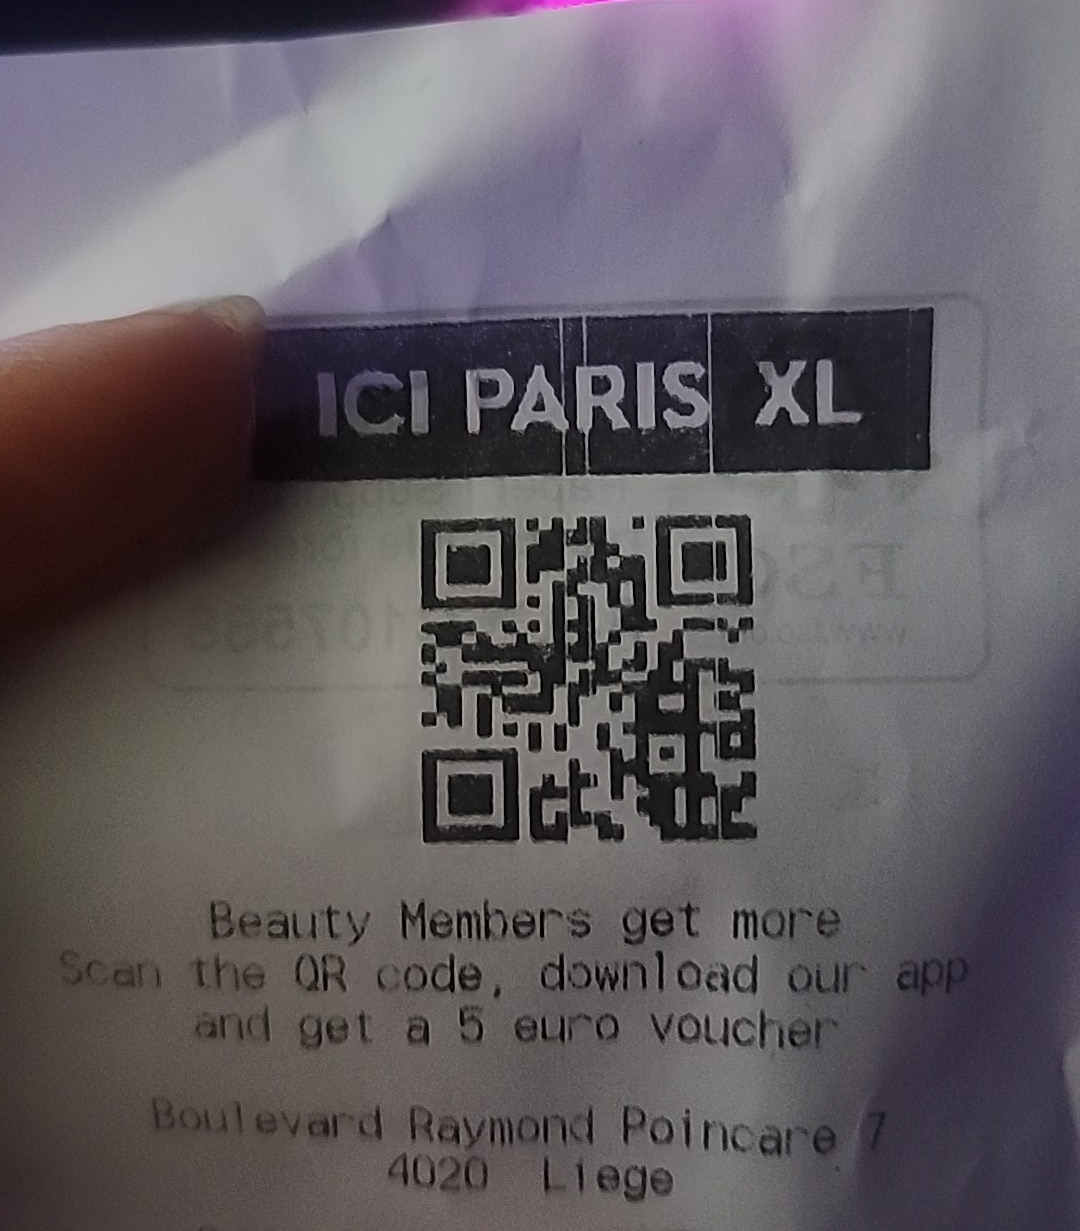 ICI PARIS XL
Beauty Members get more
Scan the QR code, download our app
and get a 5 euro voucher
Boulevard Raymond Poincare 7
4020 Liege